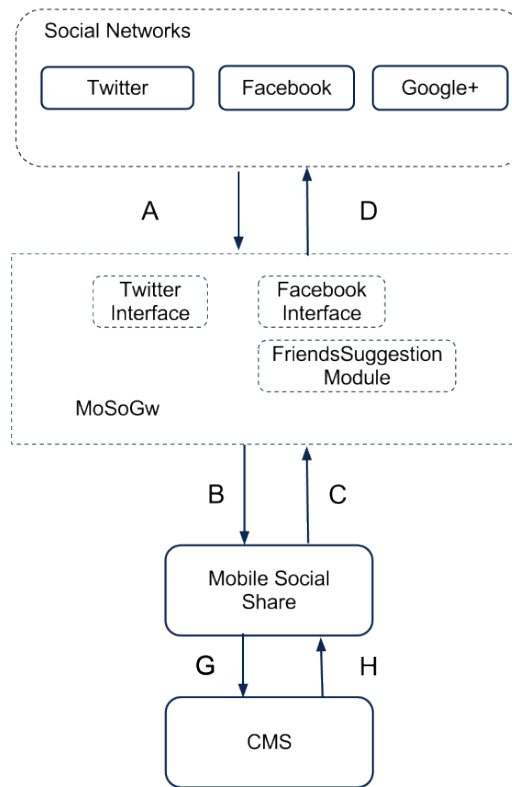 Social Networks
Twitter
Facebook
Google+
A
D
Twitter
Interface
Facebook
Interface
FriendsSuggestion
Module
MoSoGw
B
C
Mobile Social
Share
G
H
CMS